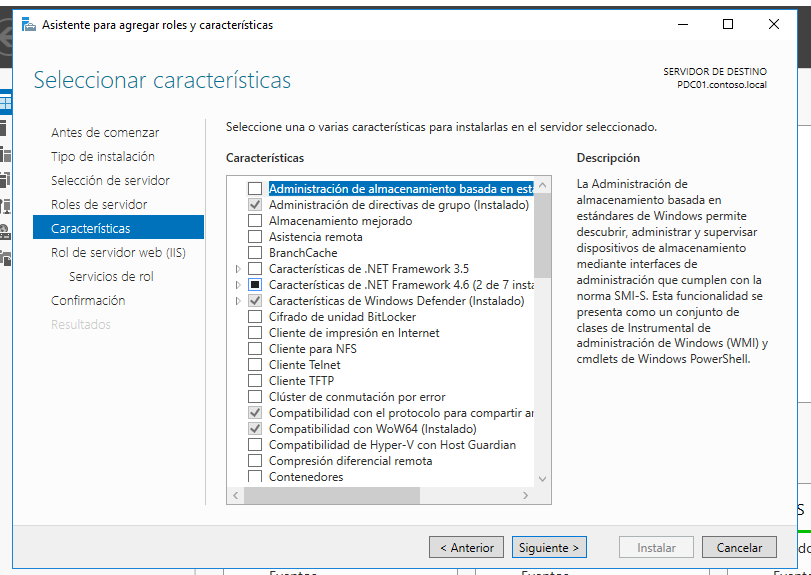 Asistente para agregar roles y características
Seleccionar características
SERVIDOR DE DESTINO
PDC01.contoso.local
Antes de comenzar
Tipo de instalación
Selección de servidor
Roles de servidor
Características
Rol de servidor web (IIS)
Servicios de rol
Confirmación
Resultados
Seleccione una o varias características para instalarlas en el servidor seleccionado.
Características
Administración de almacenamiento basada en está
Administración de directivas de grupo (Instalado)
Almacenamiento mejorado
Asistencia remota
BranchCache
Características de .NET Framework 3.5
Características de .NET Framework 4.6 (2 de 7 insta
Características de Windows Defender (Instalado)
Cifrado de unidad BitLocker
Cliente de impresión en Internet
Cliente para NFS
Cliente Telnet
Cliente TFTP
Clúster de conmutación por error
Compatibilidad con el protocolo para compartir ar
Compatibilidad con WoW64 (Instalado)
Compatibilidad de Hyper-V con Host Guardian
Compresión diferencial remota
Contenedores
Descripción
La Administración de
almacenamiento basada en
estándares de Windows permite
descubrir, administrar y supervisar
dispositivos de almacenamiento
mediante interfaces de
administración que cumplen con la
norma SMI-S. Esta funcionalidad se
presenta como un conjunto de
clases de Instrumental de
administración de Windows (WMI) y
cmdlets de Windows PowerShell.
< Anterior
Siguiente >
Instalar
Cancelar